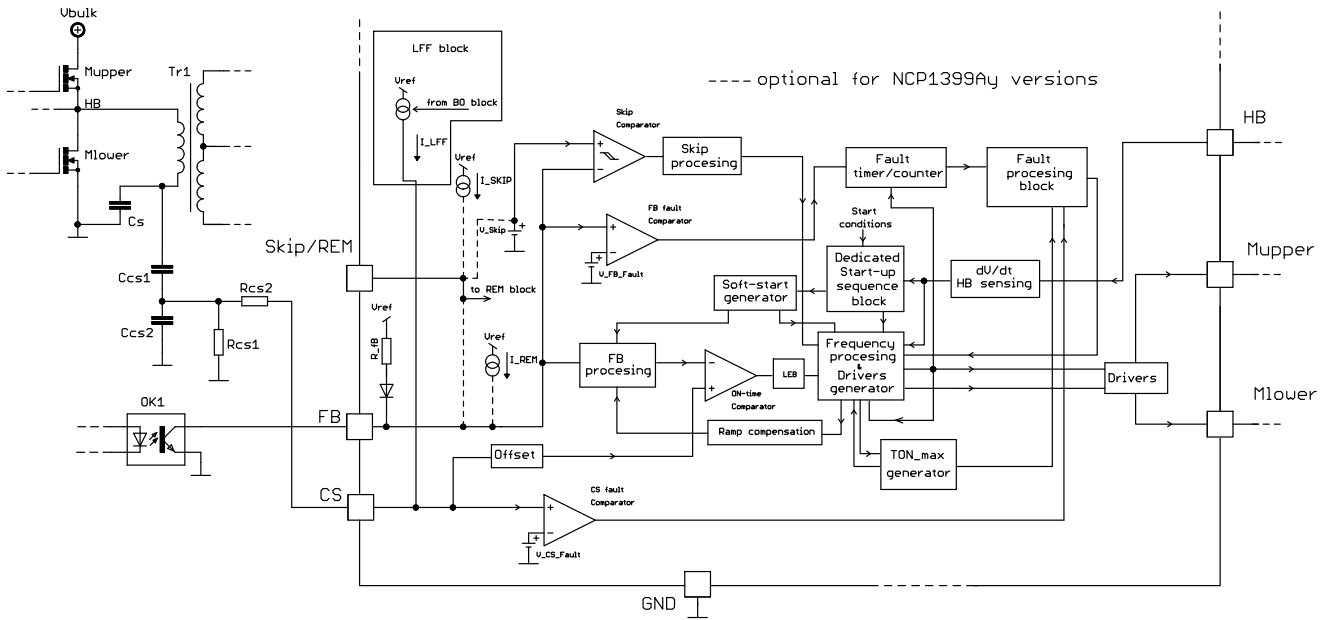 Vbulk
LFF block
Mupper
Tr1
Vref
---- optional for NCP1399Ay versions
from BO block
HB
Skip
Comparator
HB
I_LFF
Mlower
Vref
Skip
procesing
Fault
timer/counter
Fault
procesing
block
I_SKIP
Cs
FB fault
Comparator
Start
conditions
V_Skip
Skip/REM
Mupper
Dedicated
Start-up
sequence
block
V_FB_Fault
dV/dt
HB sensing
Ccs1
Rcs2
to REM block
Soft-start
generator
Vref
Ccs2
Rcs1
R_fB
Vref
I_REM
FB
procesing
LEB
Frequency
procesing
&
Drivers
generator
Drivers
ON-time
Comparator
Mlower
OK1
FB
Ramp compensation
Offset
TON_max
generator
CS
CS fault
Comparator
V_CS_Fault
GND